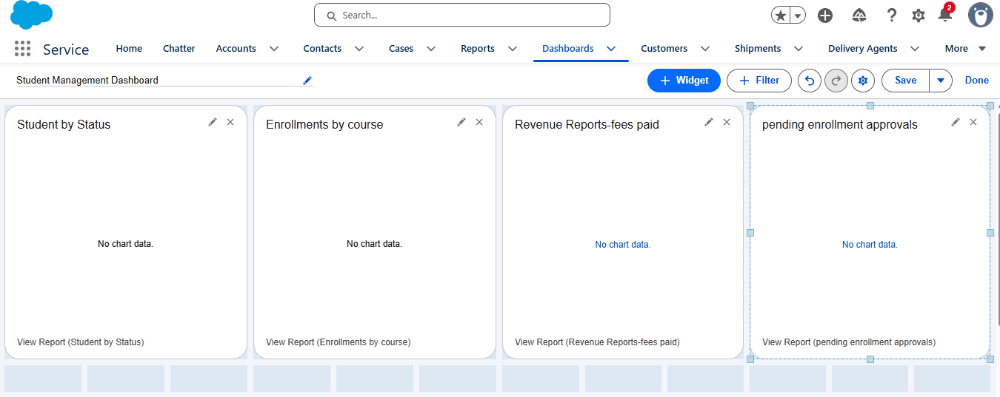 Search...
2
Service
Home
Chatter
Accounts
Contacts
Cases
Reports
Dashboards
Customers
Shipments
Delivery Agents
More
Student Management Dashboard
Widget
Filter
Save
Done
Student by Status
Enrollments by course
Revenue Reports-fees paid
pending enrollment approvals
No chart data.
No chart data.
No chart data.
No chart data.
View Report (Student by Status)
View Report (Enrollments by course)
View Report (Revenue Reports-fees paid)
View Report (pending enrollment approvals)